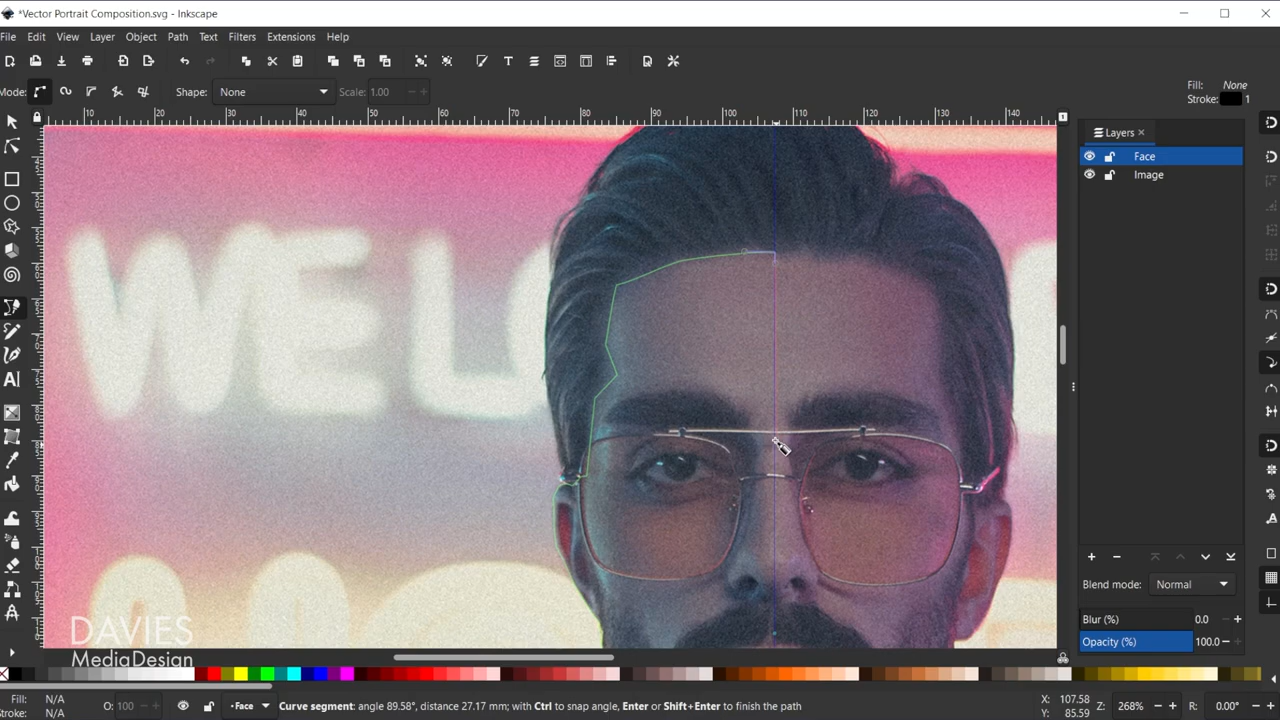 *Vector Portrait Composition.svg - Inkscape
File Edit View Layer Object Path Text Filters Extensions Help
Mode: Shape: None Scale: 1.00 Fill: None
Stroke: 1
10 20 30 40 50 60 70 80 90 100 110 120 130 140
Layers
Face
Image
WEL
Blend mode: Normal
Blur (%) 0.0
Opacity (%) 100.0
DAVIES
MediaDesign
Fill: N/A
Stroke: N/A
O: 100
Face
Curve segment: angle 89.58°, distance 27.17 mm; with Ctrl to snap angle, Enter or Shift+Enter to finish the path
X: 107.58
Y: 85.59
Z: 268%
R: 0.00°